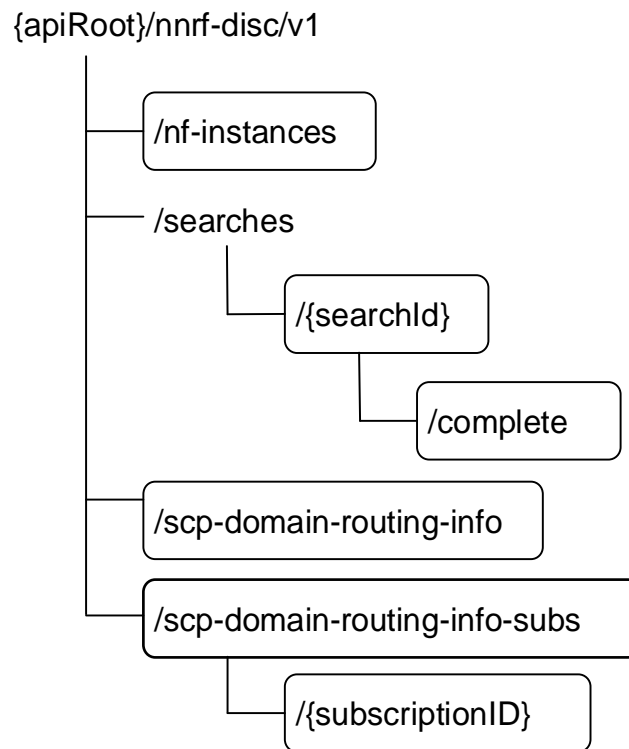 {apiRoot}/nnrf-disc/v1
/nf-instances
/searches
/{searchId}
/complete
/scp-domain-routing-info
/scp-domain-routing-info-subs
/{subscriptionID}